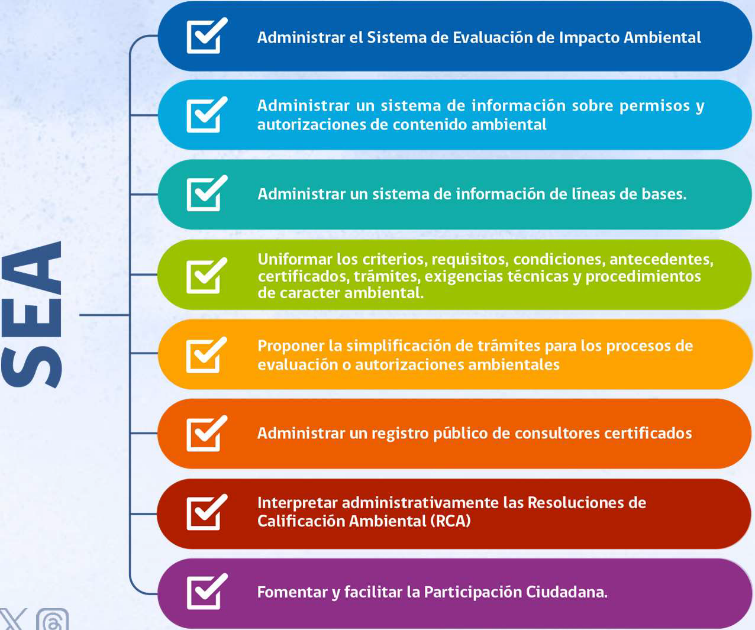 SEA
Administrar el Sistema de Evaluación de Impacto Ambiental
Administrar un sistema de información sobre permisos y
autorizaciones de contenido ambiental
Administrar un sistema de información de líneas de bases.
Uniformar los criterios, requisitos, condiciones, antecedentes,
certificados, trámites, exigencias técnicas y procedimientos
de caracter ambiental.
Proponer la simplificación de trámites para los procesos de
evaluación o autorizaciones ambientales
Administrar un registro público de consultores certificados
Interpretar administrativamente las Resoluciones de
Calificación Ambiental (RCA)
Fomentar y facilitar la Participación Ciudadana.